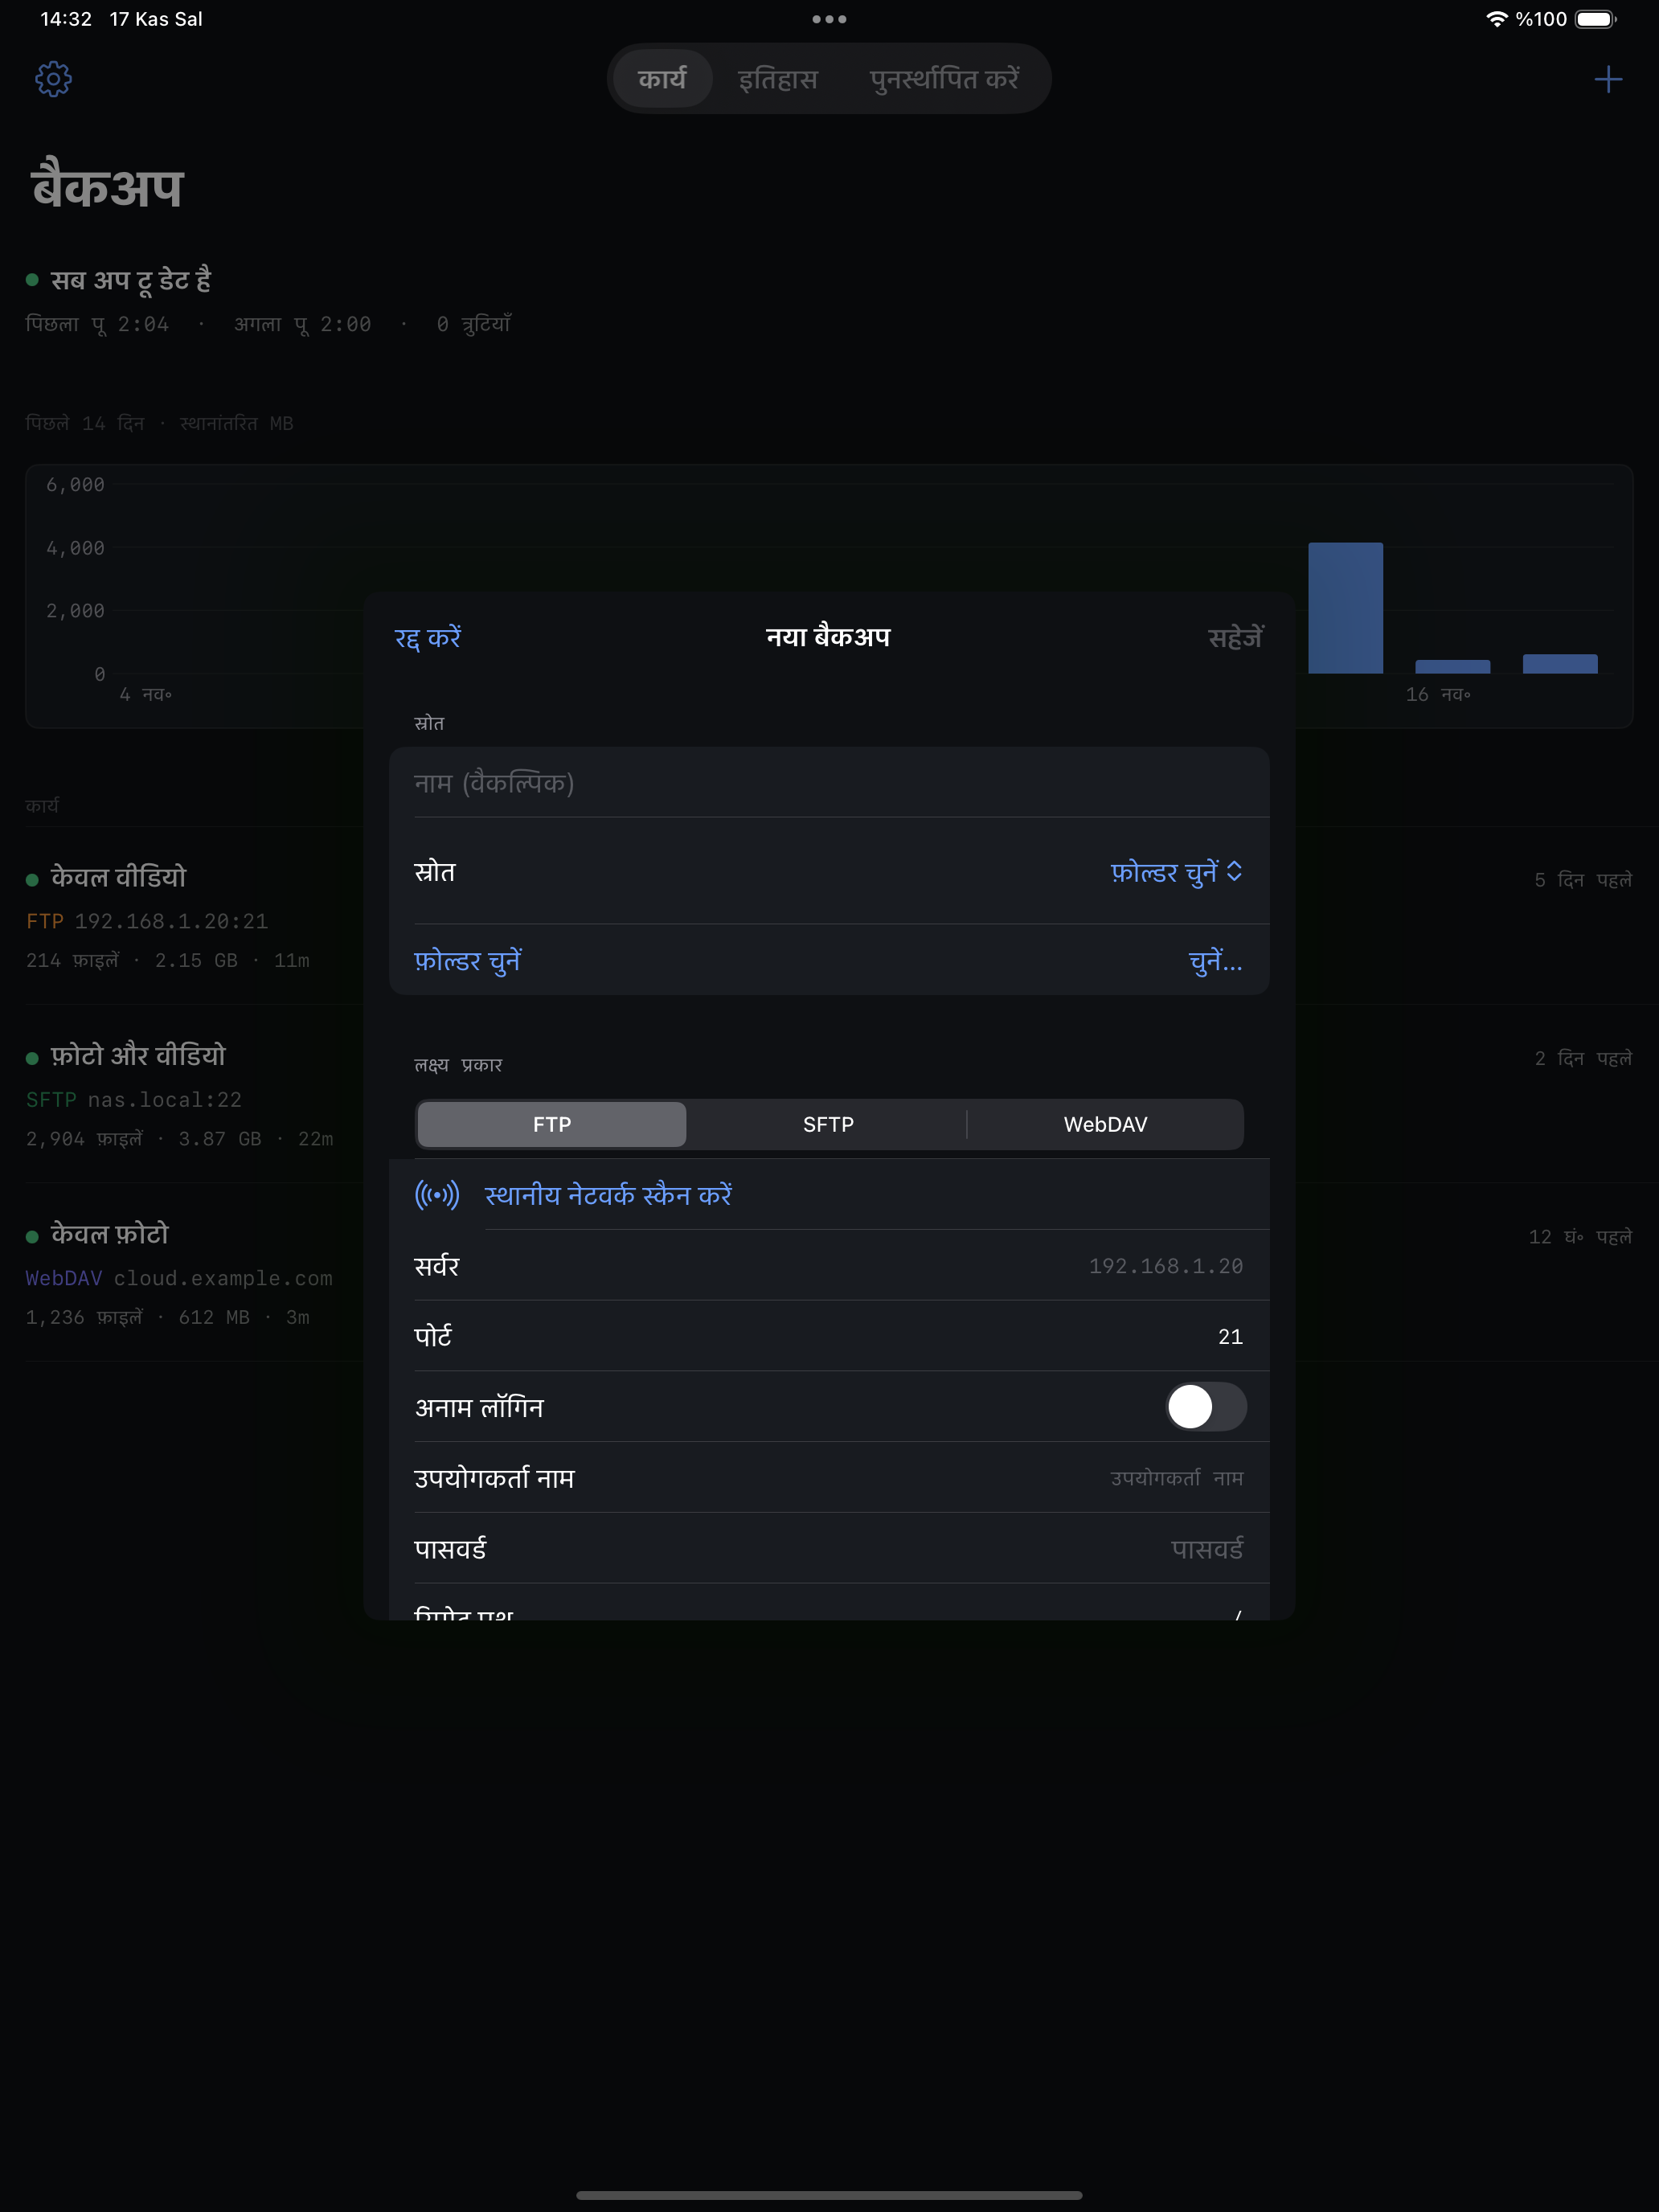 14:32 17 Kas Sal %100
कार्य इतिहास पुनर्स्थापित करें
बैकअप
सब अप टू डेट है
पिछला पू 2:04 · अगला पू 2:00 · 0 त्रुटियाँ
पिछले 14 दिन · स्थानांतरित MB
6,000
4,000
2,000
0
4 नव॰
16 नव॰
रद्द करें नया बैकअप सहेजें
स्रोत
नाम (वैकल्पिक)
स्रोत फ़ोल्डर चुनें
फ़ोल्डर चुनें चुनें...
लक्ष्य प्रकार
FTP SFTP WebDAV
स्थानीय नेटवर्क स्कैन करें
सर्वर 192.168.1.20
पोर्ट 21
अनाम लॉगिन
उपयोगकर्ता नाम उपयोगकर्ता नाम
पासवर्ड पासवर्ड
/
कार्य
केवल वीडियो 5 दिन पहले
FTP 192.168.1.20:21
214 फ़ाइलें · 2.15 GB · 11m
फ़ोटो और वीडियो 2 दिन पहले
SFTP nas.local:22
2,904 फ़ाइलें · 3.87 GB · 22m
केवल फ़ोटो 12 घं॰ पहले
WebDAV cloud.example.com
1,236 फ़ाइलें · 612 MB · 3m